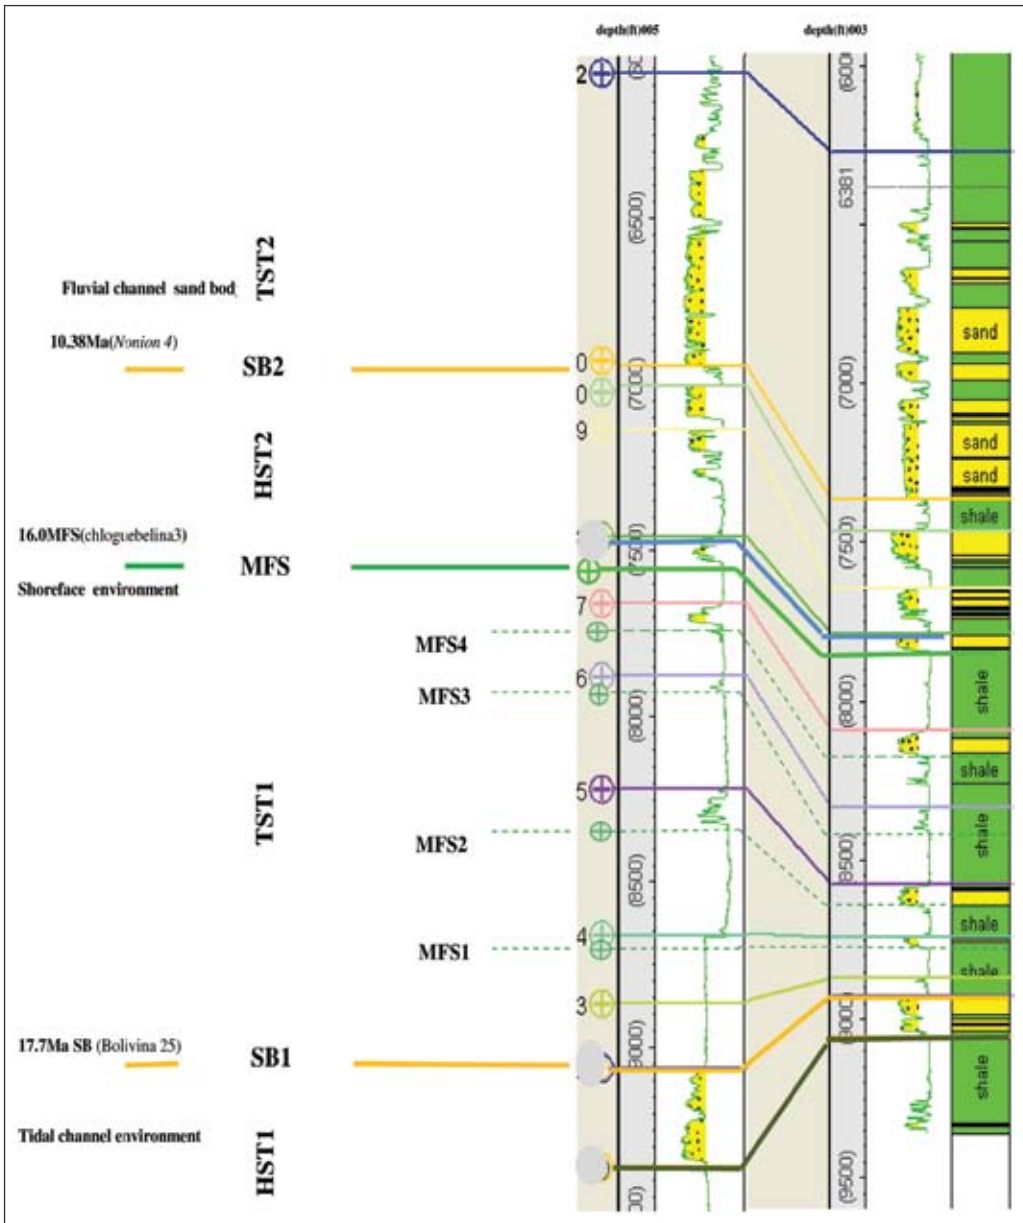 depth(ft)005
depth(ft)003
2
(600
6381
(6500)
TST2
Fluvial channel sand bod
sand
10.38Ma(Nonion 4)
SB2
0
(7000)
(7000)
0
9
sand
HST2
sand
shale
16.0MFS(chloguebelina3)
(7500)
(7500)
MFS
Shoreface environment
7
MFS4
6
MFS3
shale
(8000)
(8000)
shale
TST1
5
MFS2
shale
(8500)
(8500)
4
shale
MFS1
shale
3
17.7Ma SB (Bolivina 25)
SB1
(9000)
(9000)
shale
Tidal channel environment
HST1
(9500)